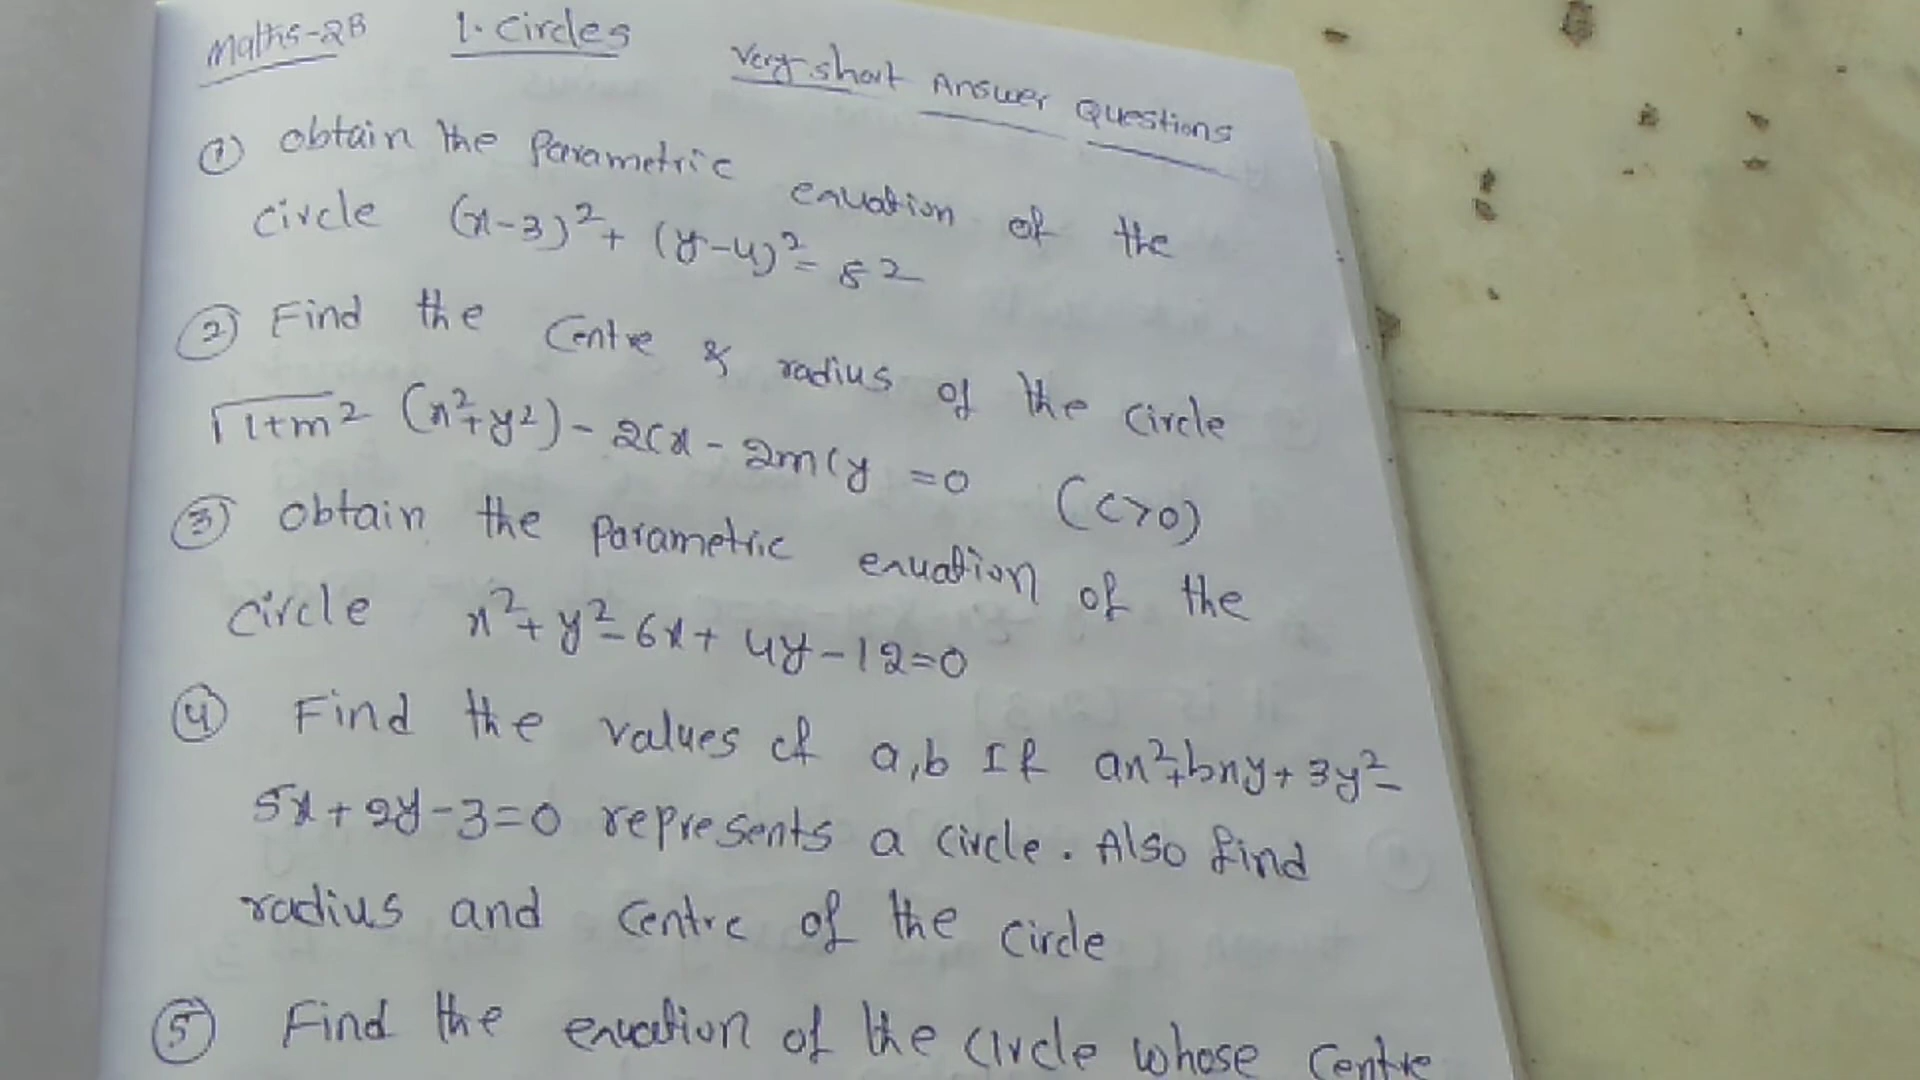 Maths-2B 1. Circles Very short Answer Questions
① obtain the parametric equation of the
circle (x-3)²+(y-4)²=8²
② Find the Centre & radius of the circle
√1+m² (x²+y²)-2cx-2mcy=0 (c>0)
③ obtain the parametric equation of the
circle x²+y²-6x+4y-12=0
④ Find the values of a,b If ax²+bxy+3y²-
5x+2y-3=0 represents a circle. Also find
radius and centre of the circle
⑤ Find the equation of the circle whose Centre